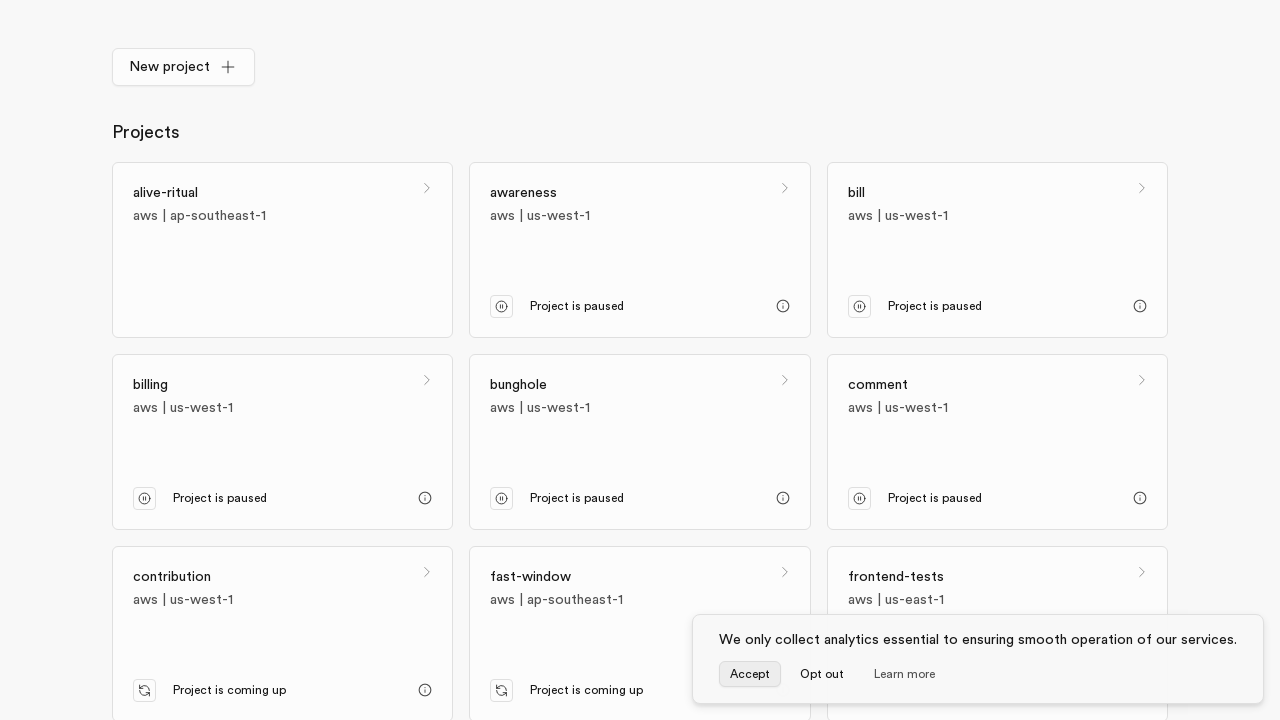 New project
Projects
alive-ritual
aws | ap-southeast-1
awareness
aws | us-west-1
Project is paused
bill
aws | us-west-1
Project is paused
billing
aws | us-west-1
Project is paused
bunghole
aws | us-west-1
Project is paused
comment
aws | us-west-1
Project is paused
contribution
aws | us-west-1
Project is coming up
fast-window
aws | ap-southeast-1
Project is coming up
frontend-tests
aws | us-east-1
We only collect analytics essential to ensuring smooth operation of our services.
Accept
Opt out
Learn more